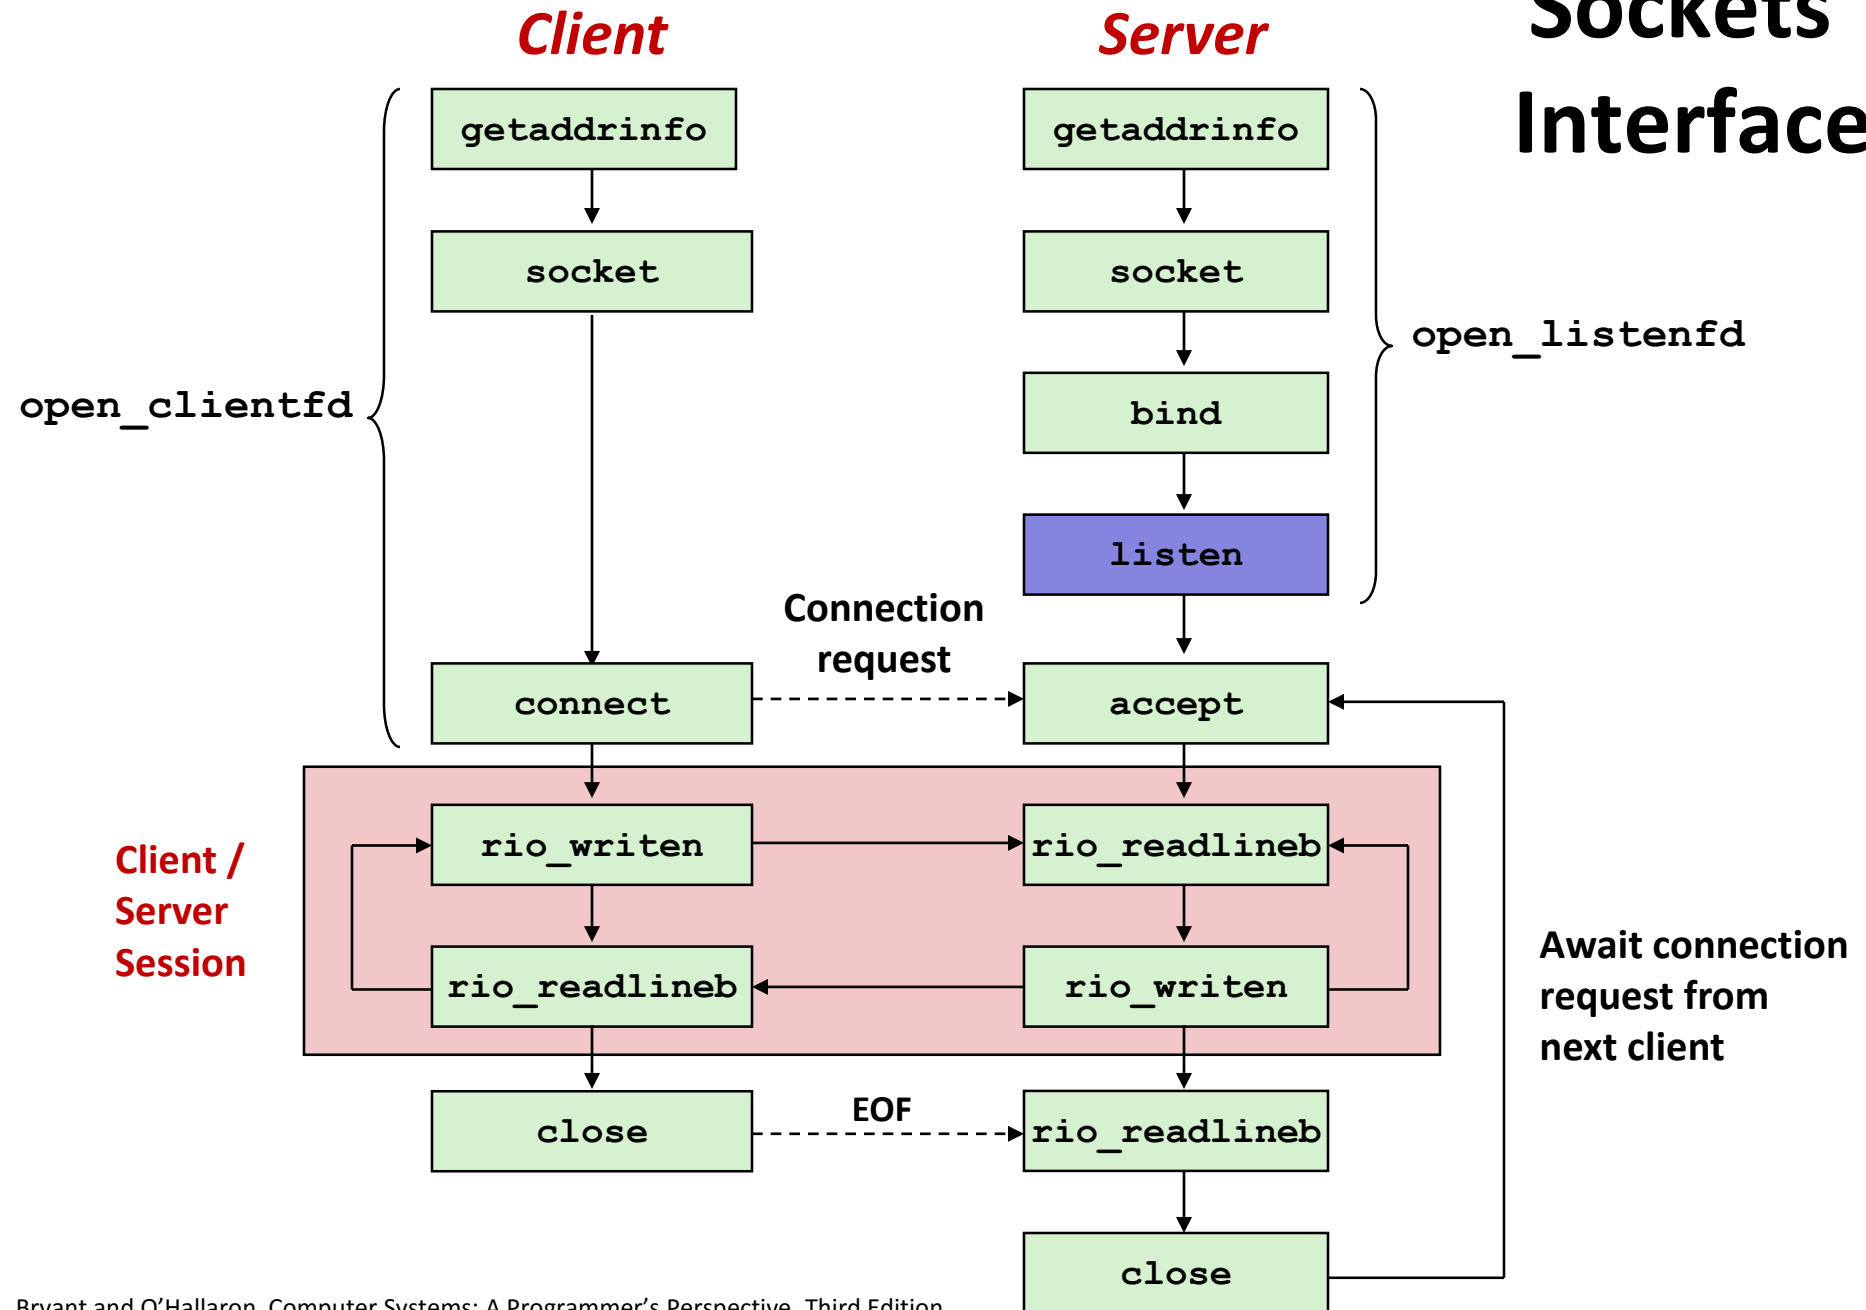 Sockets
Interface
Client
Server
getaddrinfo
getaddrinfo
socket
socket
open_listenfd
open_clientfd
bind
listen
Connection
request
connect
accept
Client /
Server
Session
rio_writen
rio_readlineb
rio_readlineb
rio_writen
Await connection
request from
next client
close
EOF
rio_readlineb
close
Bryant and O'Hallaron, Computer Systems: A Programmer's Perspective, Third Edition